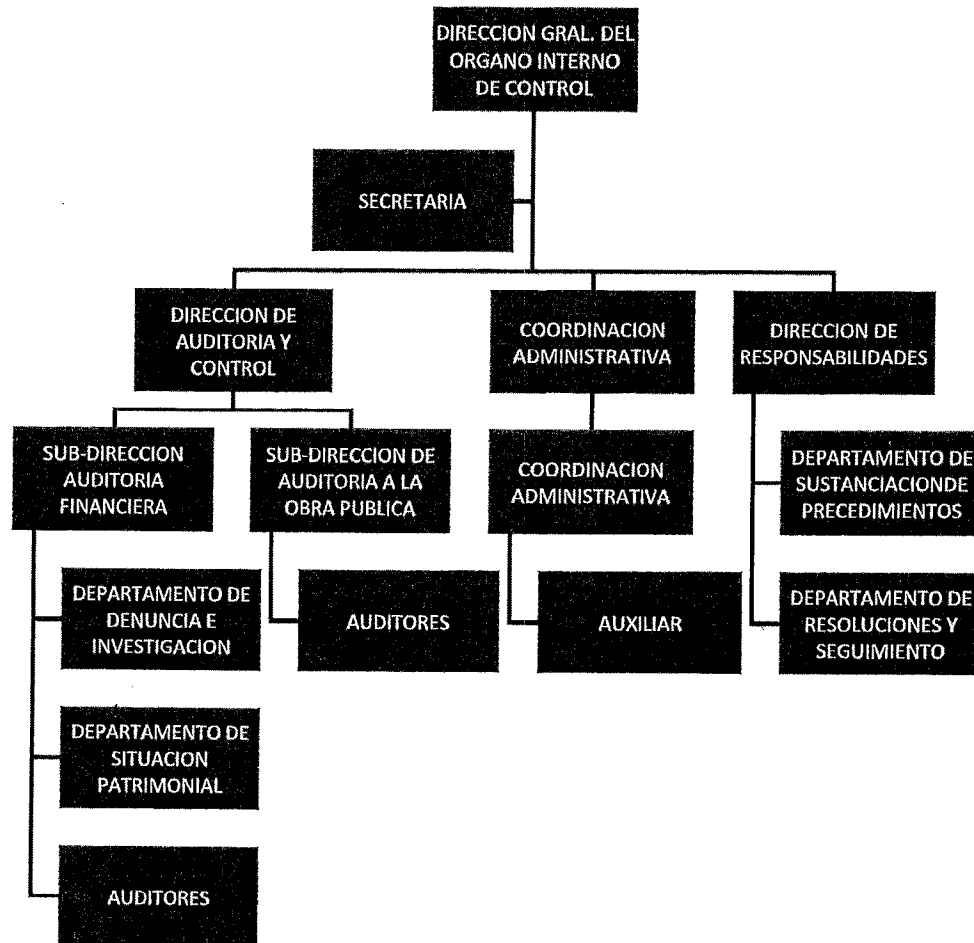 DIRECCION GRAL. DEL
ORGANO INTERNO
DE CONTROL
SECRETARIA
DIRECCION DE
AUDITORIA Y
CONTROL
COORDINACION
ADMINISTRATIVA
DIRECCION DE
RESPONSABILIDADES
SUB-DIRECCION
AUDITORIA
FINANCIERA
SUB-DIRECCION DE
AUDITORIA A LA
OBRA PUBLICA
COORDINACION
ADMINISTRATIVA
DEPARTAMENTO DE
SUSTANCIACIONDE
PRECEDIMIENTOS
DEPARTAMENTO DE
DENUNCIA E
INVESTIGACION
AUDITORES
AUXILIAR
DEPARTAMENTO DE
RESOLUCIONES Y
SEGUIMIENTO
DEPARTAMENTO DE
SITUACION
PATRIMONIAL
AUDITORES